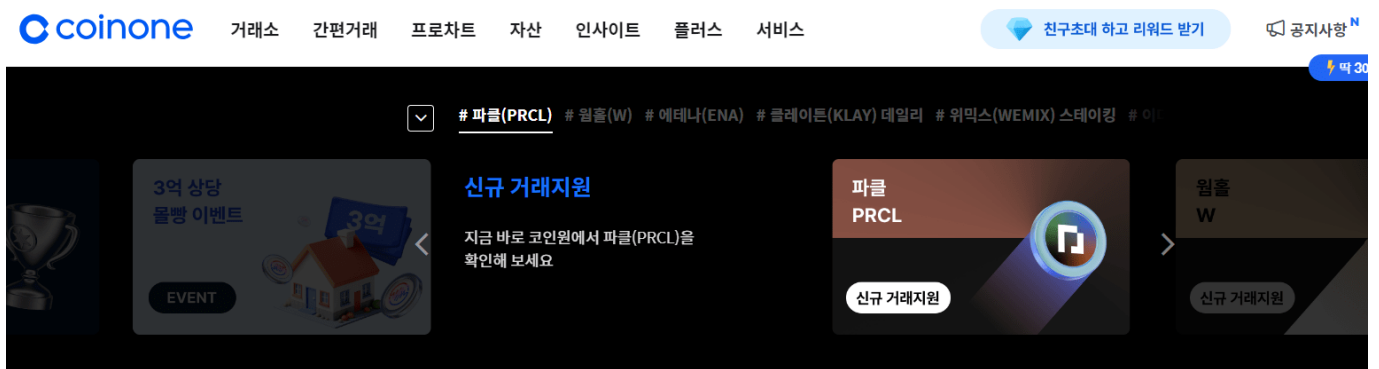 coinone 거래소 간편거래 프로차트 자산 인사이트 플러스 서비스 친구초대 하고 리워드 받기 공지사항 N
딱 30
# 파클(PRCL) # 웜홀(W) # 에테나(ENA) # 클레이튼(KLAY) 데일리 # 위믹스(WEMIX) 스테이킹 #
3억 상당
몰빵 이벤트
3억
EVENT
신규 거래지원
지금 바로 코인원에서 파클(PRCL)을
확인해 보세요
파클
PRCL
신규 거래지원
웜홀
W
신규 거래지원